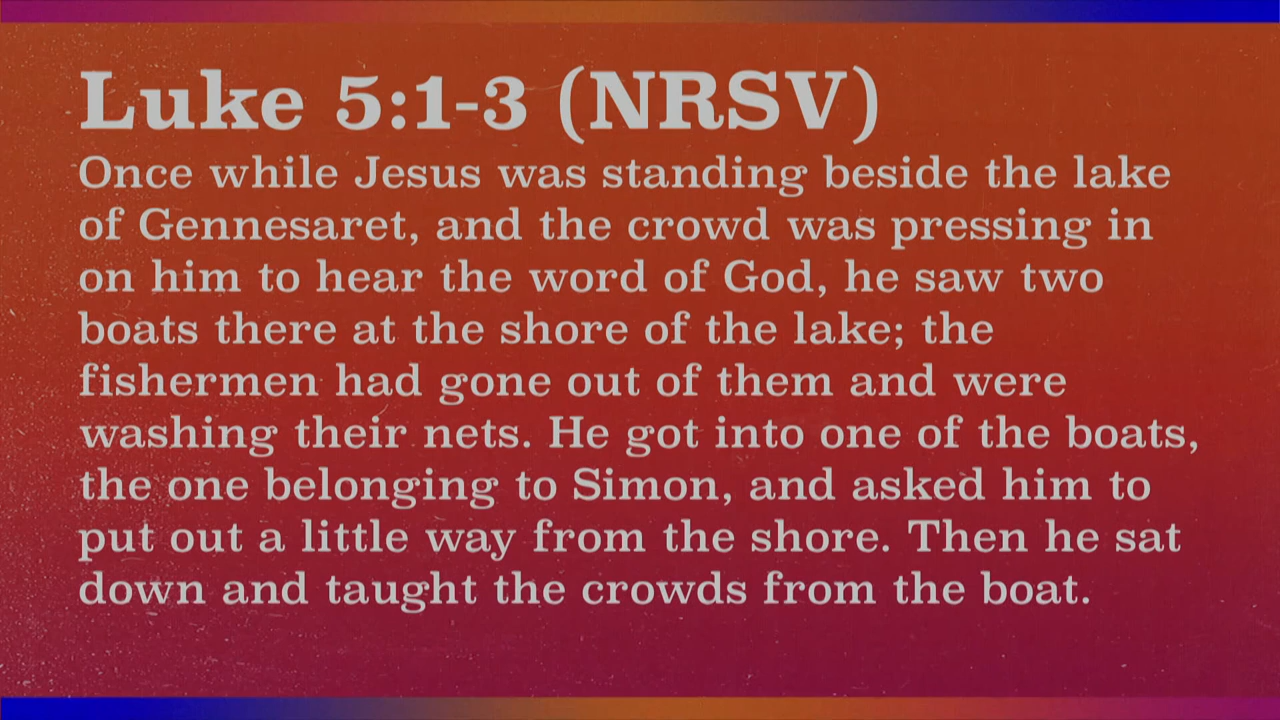 Luke 5:1-3 (NRSV)
Once while Jesus was standing beside the lake
of Gennesaret, and the crowd was pressing in
on him to hear the word of God, he saw two
boats there at the shore of the lake; the
fishermen had gone out of them and were
washing their nets. He got into one of the boats,
the one belonging to Simon, and asked him to
put out a little way from the shore. Then he sat
down and taught the crowds from the boat.